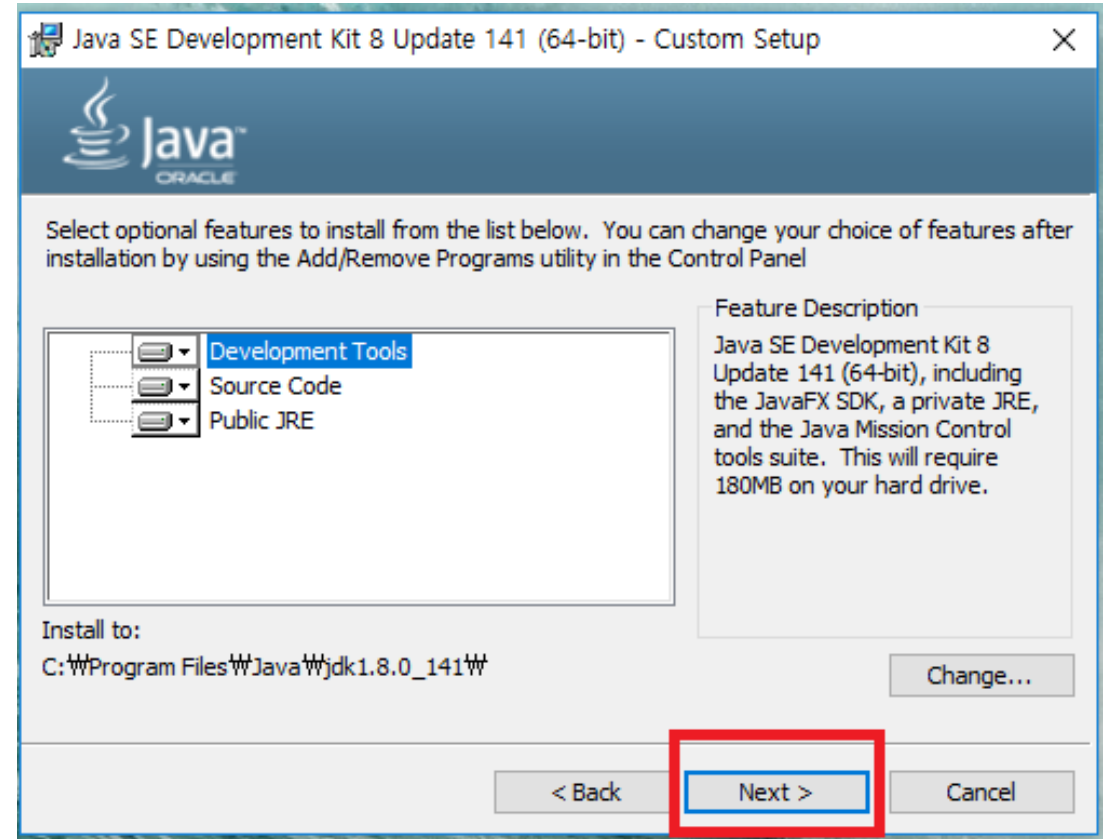 Java SE Development Kit 8 Update 141 (64-bit) - Custom Setup
Java™
ORACLE
Select optional features to install from the list below.  You can change your choice of features after
installation by using the Add/Remove Programs utility in the Control Panel
Development Tools
Source Code
Public JRE
Feature Description
Java SE Development Kit 8
Update 141 (64-bit), including
the JavaFX SDK, a private JRE,
and the Java Mission Control
tools suite.  This will require
180MB on your hard drive.
Install to:
C:₩Program Files₩Java₩jdk1.8.0_141₩
Change...
< Back
Next >
Cancel